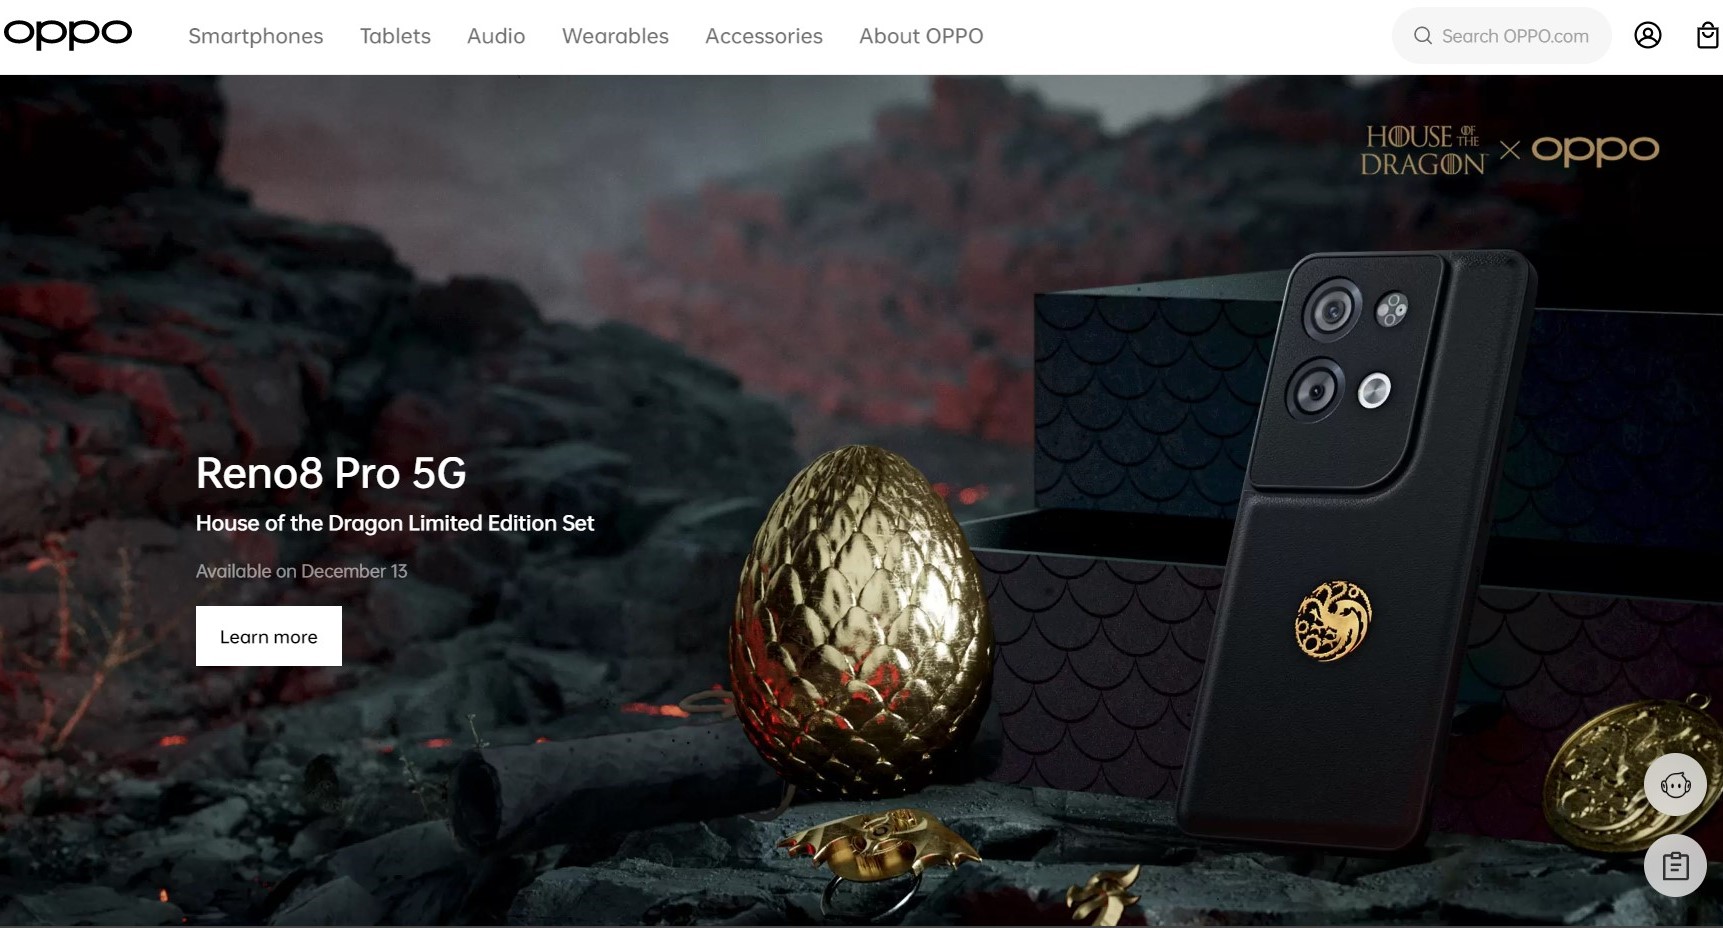 oppo
Smartphones Tablets Audio Wearables Accessories About OPPO
Search OPPO.com
HOUSE OF THE DRAGON × oppo
Reno8 Pro 5G
House of the Dragon Limited Edition Set
Available on December 13
Learn more